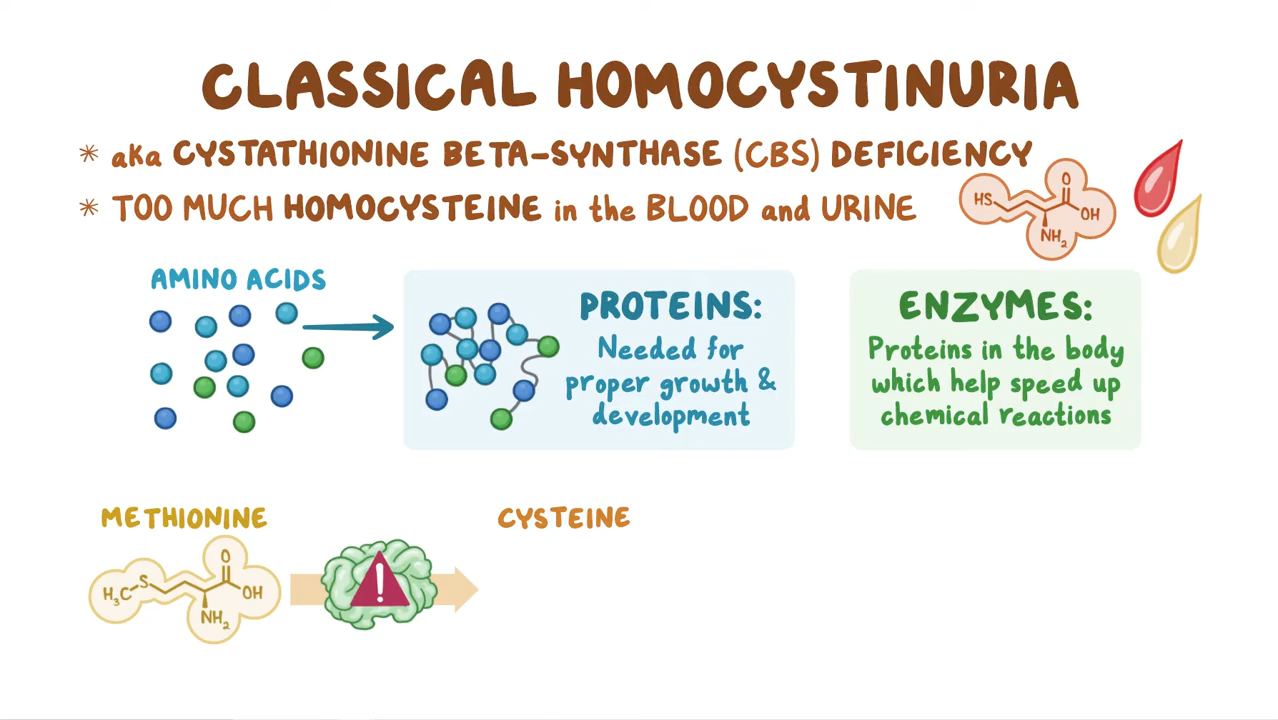 CLASSICAL HOMOCYSTINURIA
* aka CYSTATHIONINE BETA-SYNTHASE (CBS) DEFICIENCY
* TOO MUCH HOMOCYSTEINE in the BLOOD and URINE
HS
O
OH
NH₂
AMINO ACIDS
PROTEINS:
Needed for
proper growth &
development
ENZYMES:
Proteins in the body
which help speed up
chemical reactions
METHIONINE
H₃C
S
O
OH
NH₂
!
CYSTEINE